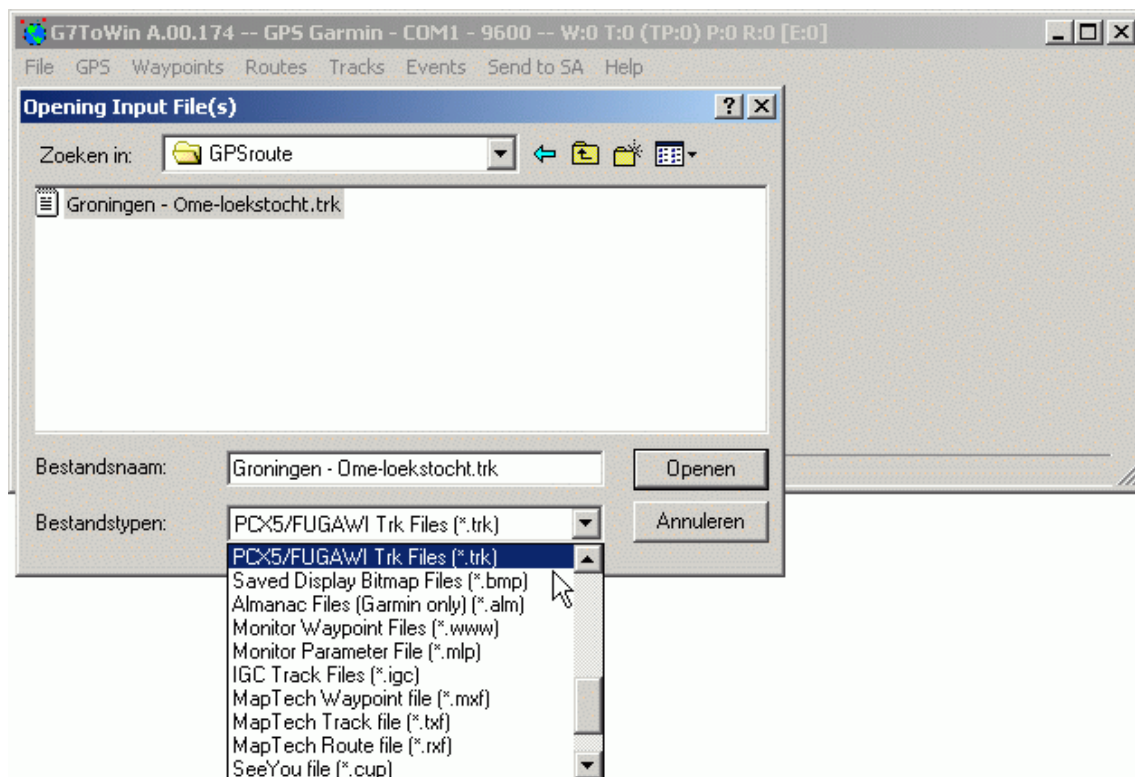 G7ToWin A.00.174 -- GPS Garmin - COM1 - 9600 -- W:0 T:0 (TP:0) P:0 R:0 [E:0]
File GPS Waypoints Routes Tracks Events Send to SA Help
Opening Input File(s)
Zoeken in: GPSroute
Groningen - Ome-loekstocht.trk
Bestandsnaam: Groningen - Ome-loekstocht.trk Openen
Bestandstypen: PCX5/FUGAWI Trk Files (*.trk) Annuleren
PCX5/FUGAWI Trk Files (*.trk)
Saved Display Bitmap Files (*.bmp)
Almanac Files (Garmin only) (*.alm)
Monitor Waypoint Files (*.www)
Monitor Parameter File (*.mlp)
IGC Track Files (*.igc)
MapTech Waypoint file (*.mxf)
MapTech Track file (*.txf)
MapTech Route file (*.rxf)
SeeYou file (*.cup)